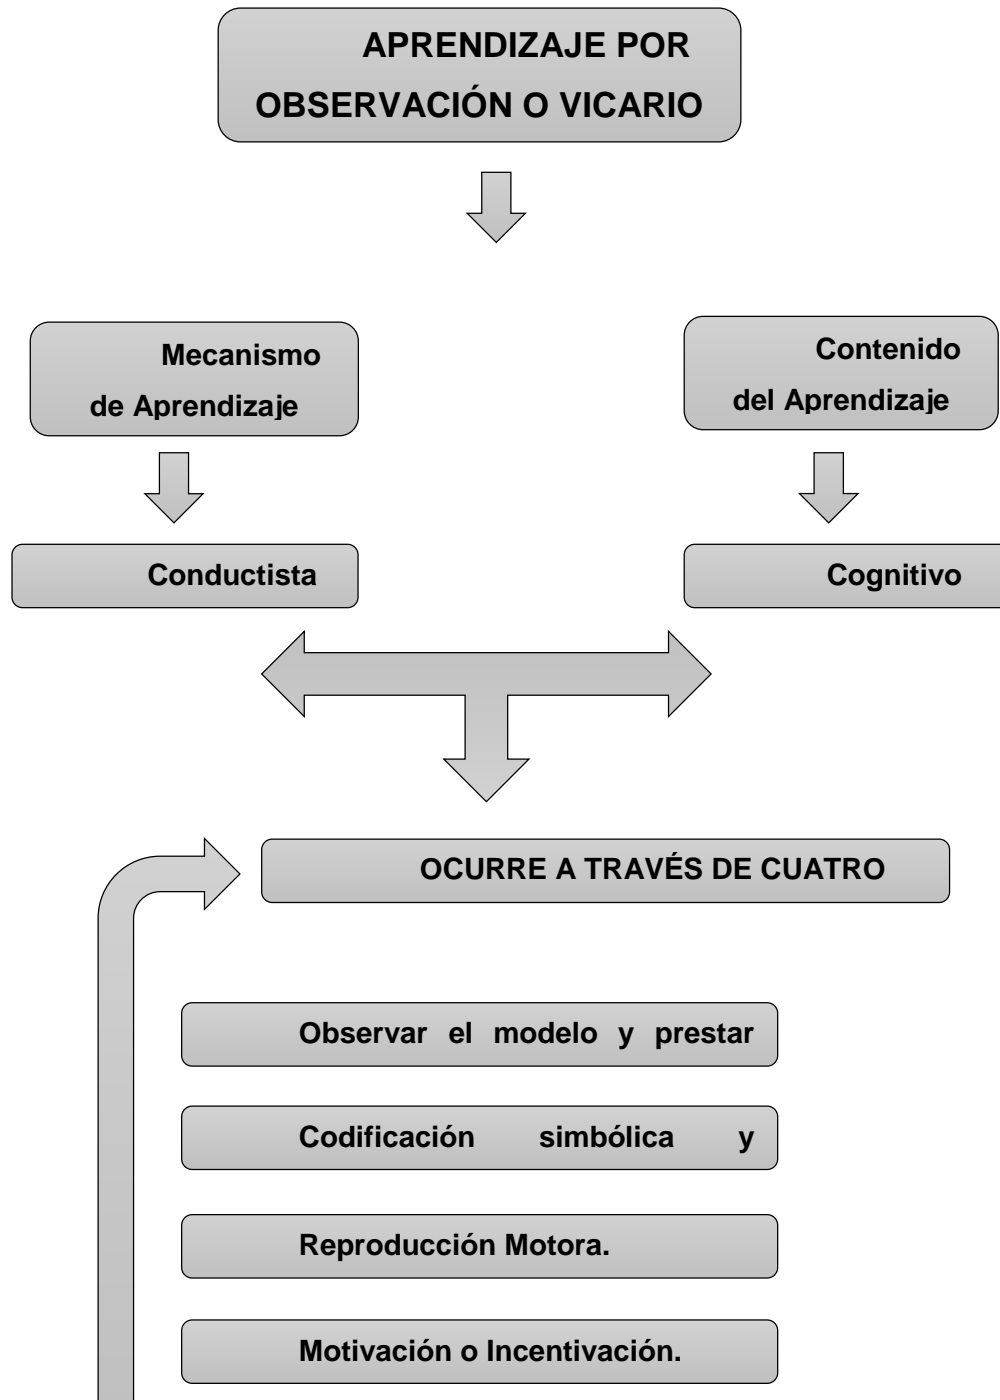 APRENDIZAJE POR
OBSERVACIÓN O VICARIO
Mecanismo
de Aprendizaje
Contenido
del Aprendizaje
Conductista
Cognitivo
OCURRE A TRAVÉS DE CUATRO
Observar el modelo y prestar
Codificación simbólica y
Reproducción Motora.
Motivación o Incentivación.